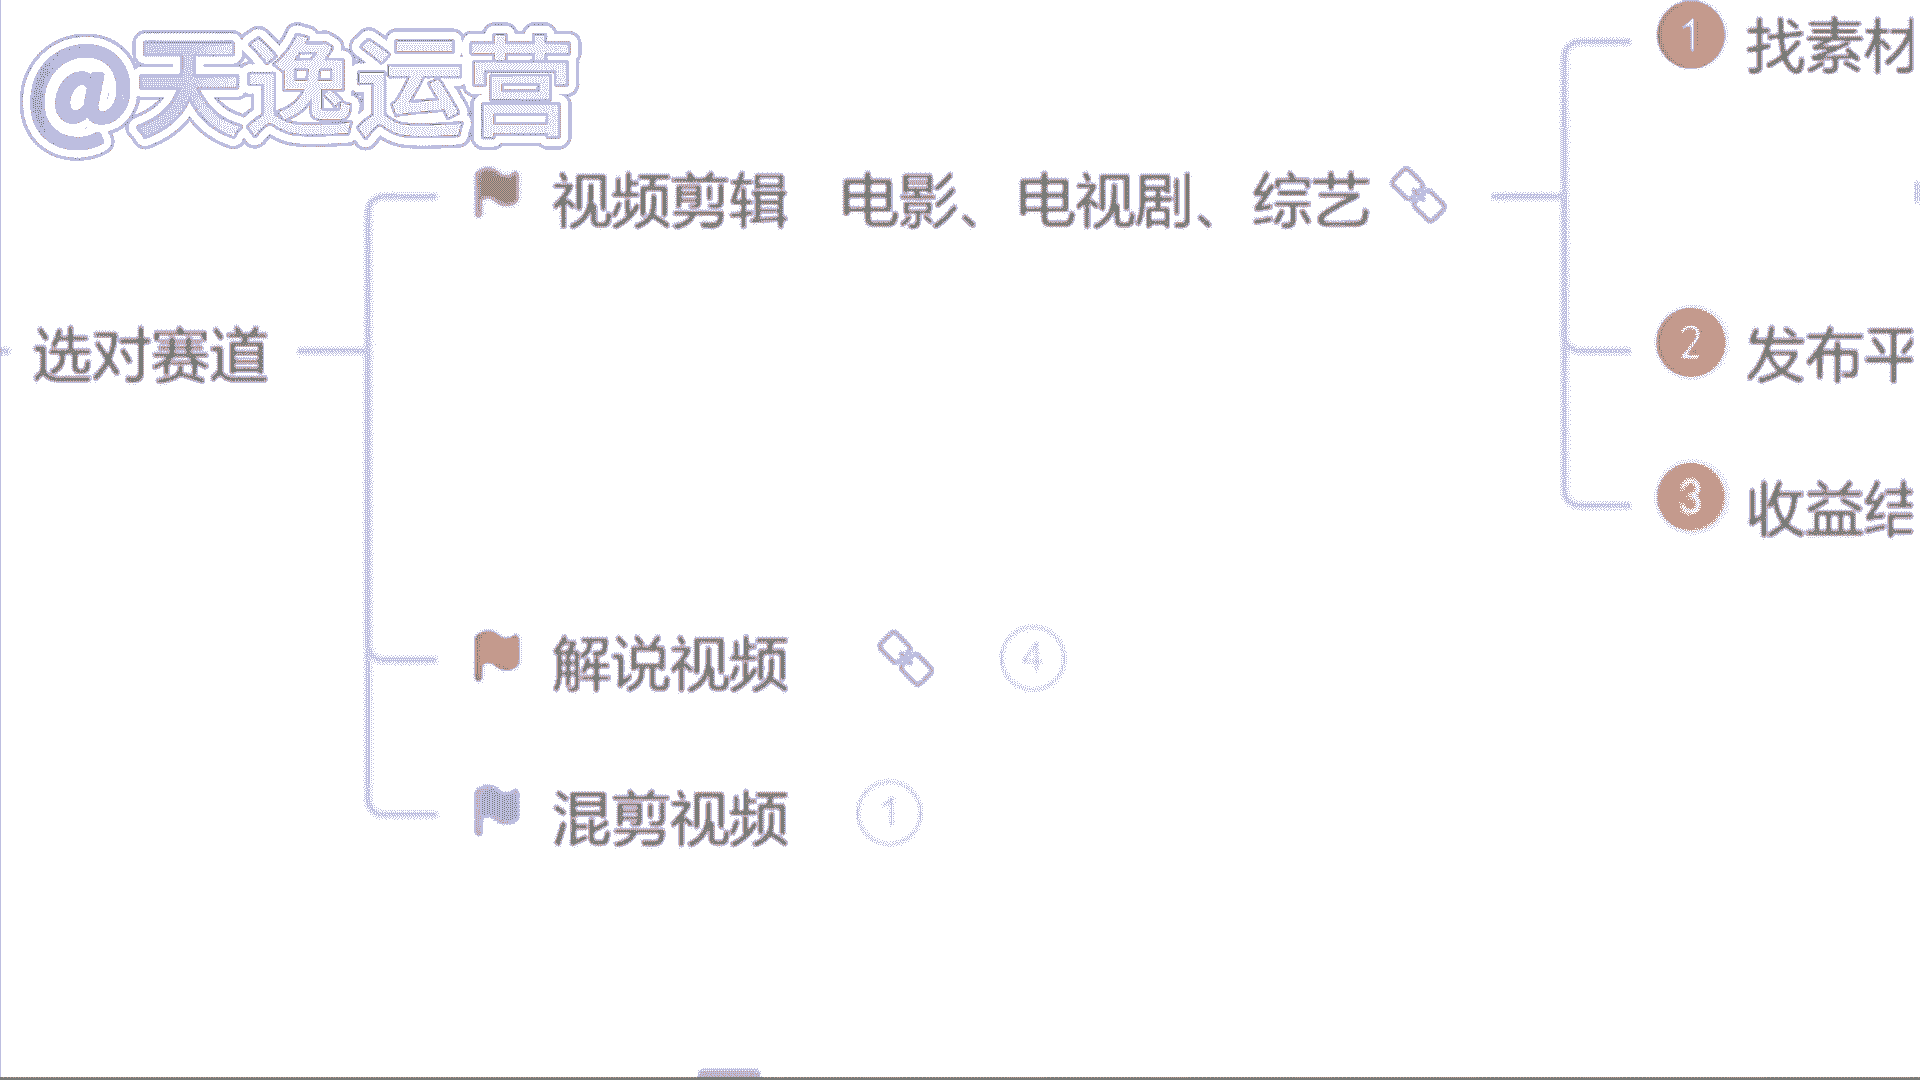 @天逸运营
选对赛道
视频剪辑 电影、电视剧、综艺
1 找素材
2 发布平
3 收益结
解说视频 4
混剪视频 1